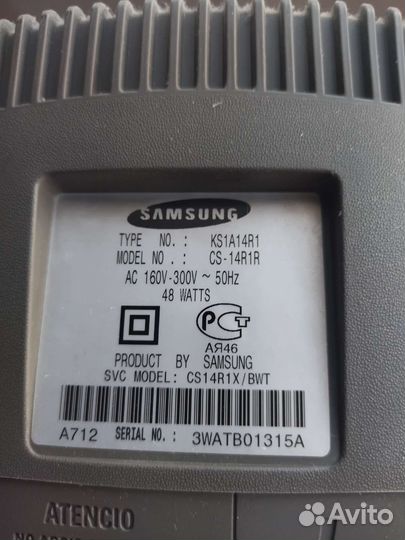 SAMSUNG
TYPE NO. : KS1A14R1
MODEL NO . : CS-14R1R
AC 160V-300V ~ 50Hz
48 WATTS
РСТ
АЯ46
PRODUCT BY SAMSUNG
SVC MODEL: CS14R1X/BWT
A712 SERIAL NO.: 3WATB01315A
ATENCIO
Avito